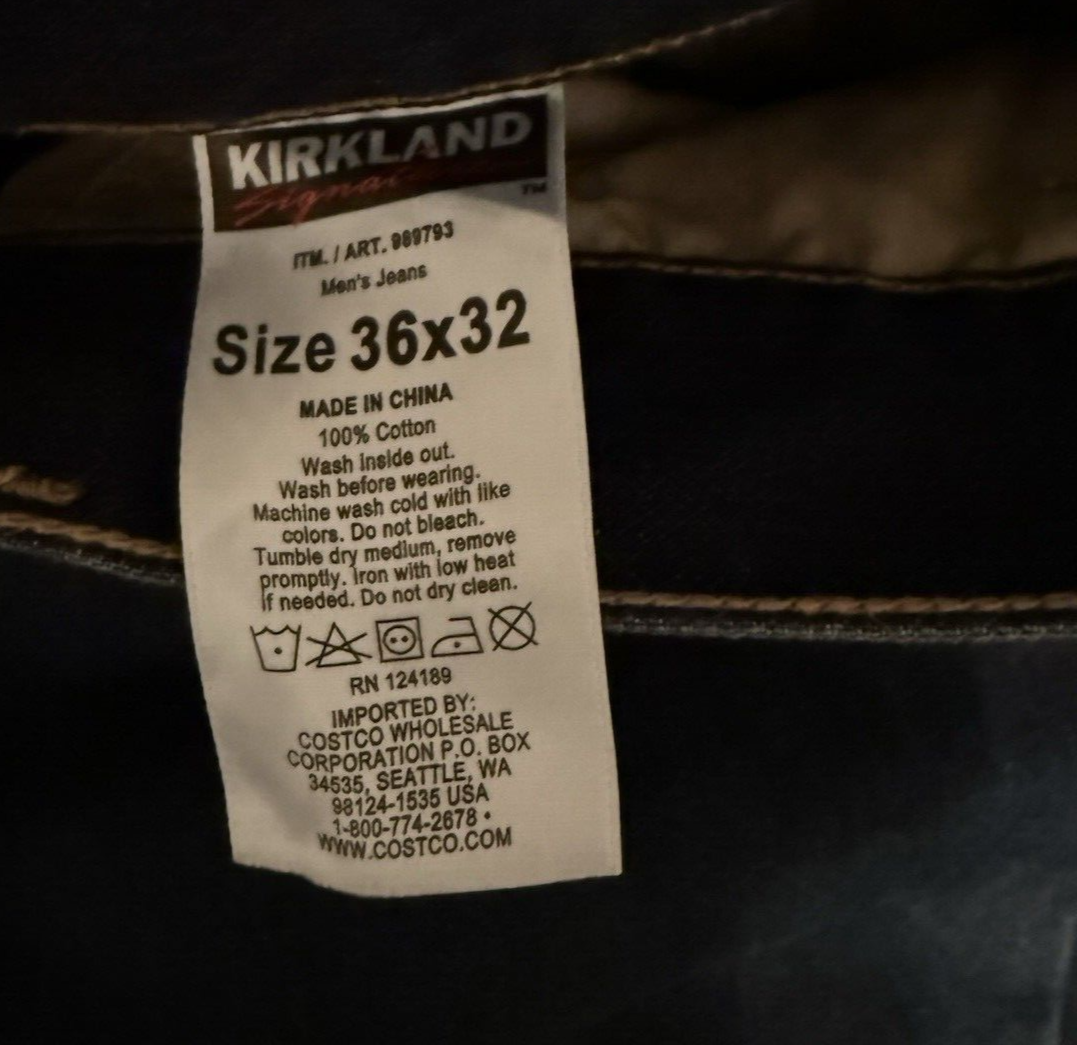 KIRKLAND
Signature
TM
ITM. / ART. 989793
Men's Jeans
Size 36x32
MADE IN CHINA
100% Cotton
Wash inside out.
Wash before wearing.
Machine wash cold with like
colors. Do not bleach.
Tumble dry medium, remove
promptly. Iron with low heat
if needed. Do not dry clean.
RN 124189
IMPORTED BY:
COSTCO WHOLESALE
CORPORATION P.O. BOX
34535, SEATTLE, WA
98124-1535 USA
1-800-774-2678 •
WWW.COSTCO.COM